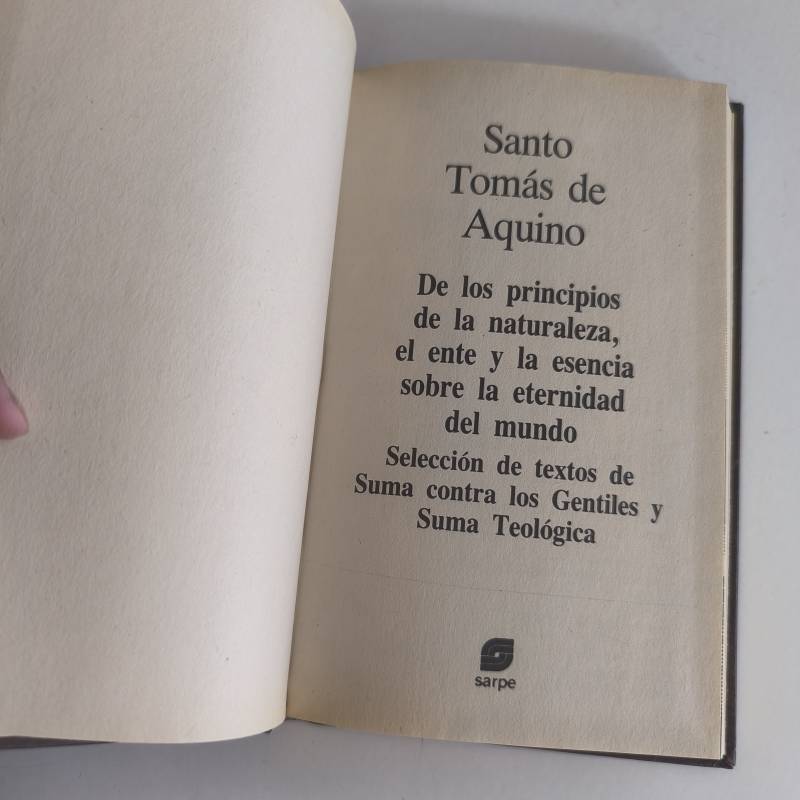 Santo
Tomás de
Aquino
De los principios
de la naturaleza,
el ente y la esencia
sobre la eternidad
del mundo
Selección de textos de
Suma contra los Gentiles y
Suma Teológica
sarpe